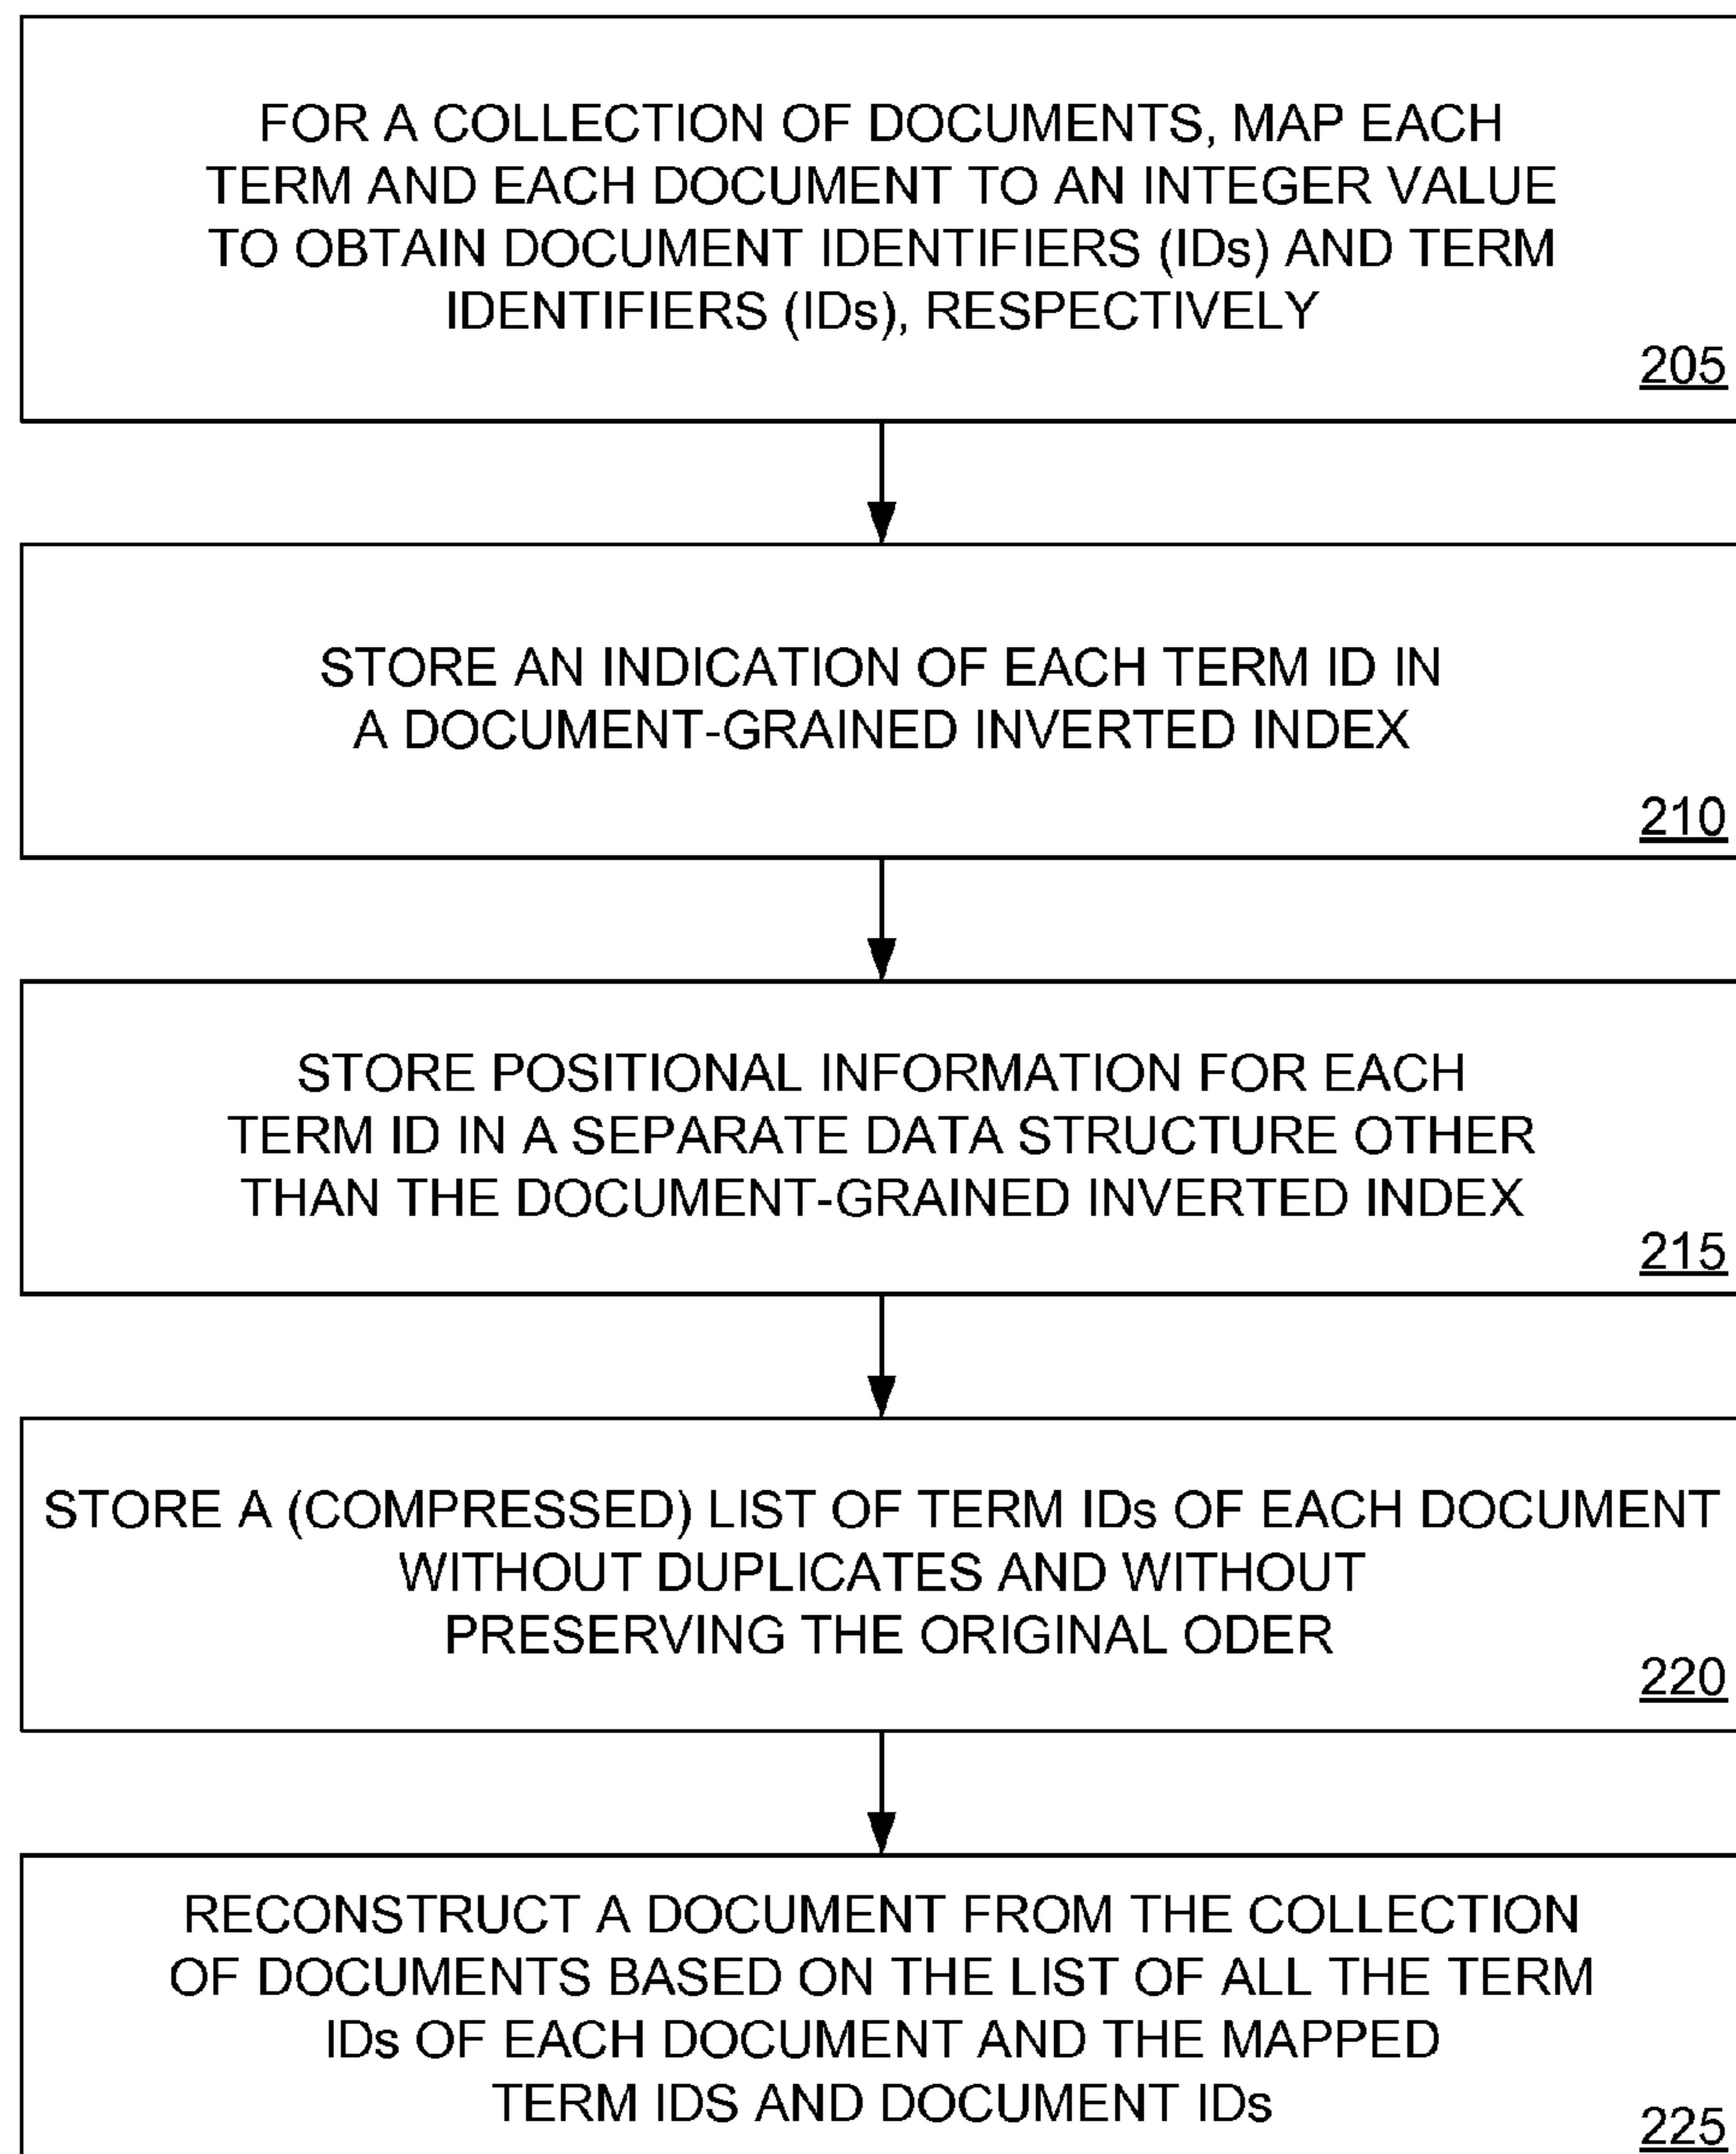 FOR A COLLECTION OF DOCUMENTS, MAP EACH
TERM AND EACH DOCUMENT TO AN INTEGER VALUE
TO OBTAIN DOCUMENT IDENTIFIERS (IDs) AND TERM
IDENTIFIERS (IDs), RESPECTIVELY
205
STORE AN INDICATION OF EACH TERM ID IN
A DOCUMENT-GRAINED INVERTED INDEX
210
STORE POSITIONAL INFORMATION FOR EACH
TERM ID IN A SEPARATE DATA STRUCTURE OTHER
THAN THE DOCUMENT-GRAINED INVERTED INDEX
215
STORE A (COMPRESSED) LIST OF TERM IDs OF EACH DOCUMENT
WITHOUT DUPLICATES AND WITHOUT
PRESERVING THE ORIGINAL ODER
220
RECONSTRUCT A DOCUMENT FROM THE COLLECTION
OF DOCUMENTS BASED ON THE LIST OF ALL THE TERM
IDs OF EACH DOCUMENT AND THE MAPPED
TERM IDS AND DOCUMENT IDs
225